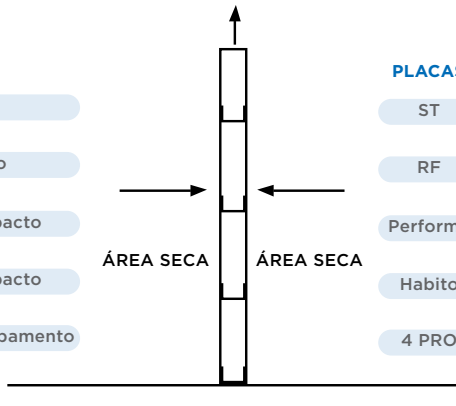 PLACAS
ST
o
RF
pacto
Perform
ÁREA SECA
ÁREA SECA
pacto
Habito
pamento
4 PRO